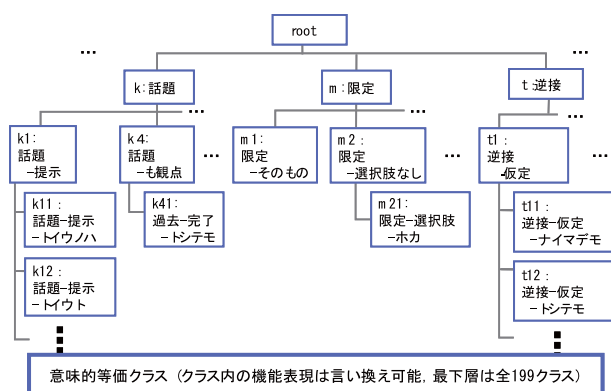 root
…
…
k:話題
m:限定
t:逆接
…
…
…
k1:
話題
-提示
k4:
話題
-も観点
…
m1:
限定
-そのもの
m2:
限定
-選択肢なし
…
t1:
逆接
-仮定
…
k11:
話題-提示
-トイウノハ
k41:
過去-完了
-トシテモ
m21:
限定-選択肢
-ホカ
t11:
逆接-仮定
-ナイマデモ
k12:
話題-提示
-トイウト
t12:
逆接-仮定
-トシテモ
意味的等価クラス (クラス内の機能表現は言い換え可能, 最下層は全199クラス)